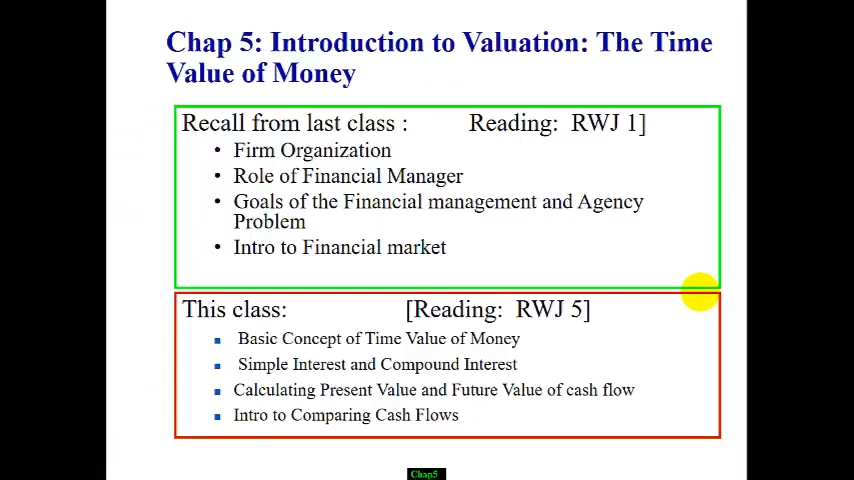 Chap 5: Introduction to Valuation: The Time
Value of Money
Recall from last class : Reading: RWJ 1]
• Firm Organization
• Role of Financial Manager
• Goals of the Financial management and Agency
Problem
• Intro to Financial market
This class: [Reading: RWJ 5]
▪ Basic Concept of Time Value of Money
▪ Simple Interest and Compound Interest
▪ Calculating Present Value and Future Value of cash flow
▪ Intro to Comparing Cash Flows
Chap5